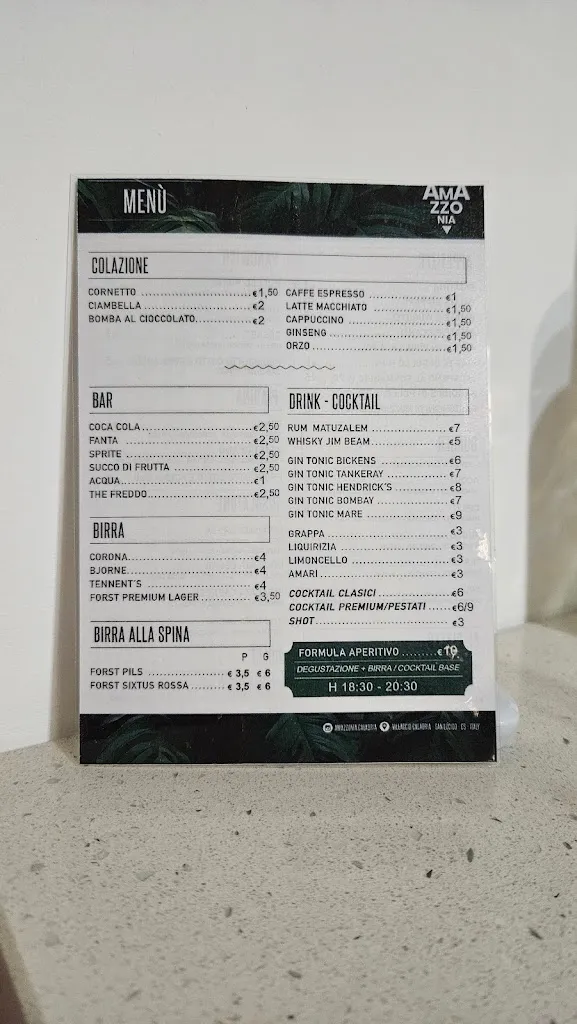 MENÙ
AMA
ZZO
NIA
COLAZIONE
CORNETTO €1,50
CIAMBELLA €2
BOMBA AL CIOCCOLATO €2
CAFFE ESPRESSO €1
LATTE MACCHIATO €1,50
CAPPUCCINO €1,50
GINSENG €1,50
ORZO €1,50
BAR
COCA COLA €2,50
FANTA €2,50
SPRITE €2,50
SUCCO DI FRUTTA €2,50
ACQUA €1
THE FREDDO €2,50
BIRRA
CORONA €4
BJORNE €4
TENNENT'S €4
FORST PREMIUM LAGER €3,50
BIRRA ALLA SPINA
P G
FORST PILS € 3,5 € 6
FORST SIXTUS ROSSA € 3,5 € 6
DRINK - COCKTAIL
RUM MATUZALEM €7
WHISKY JIM BEAM €5
GIN TONIC BICKENS €6
GIN TONIC TANKERAY €7
GIN TONIC HENDRICK'S €8
GIN TONIC BOMBAY €7
GIN TONIC MARE €9
GRAPPA €3
LIQUIRIZIA €3
LIMONCELLO €3
AMARI €3
COCKTAIL CLASICI €6
COCKTAIL PREMIUM/PESTATI €6/9
SHOT €3
FORMULA APERITIVO €
DEGUSTAZIONE + BIRRA / COCKTAIL BASE
H 18:30 - 20:30
VILLAGGIO CALABRIA ITALY